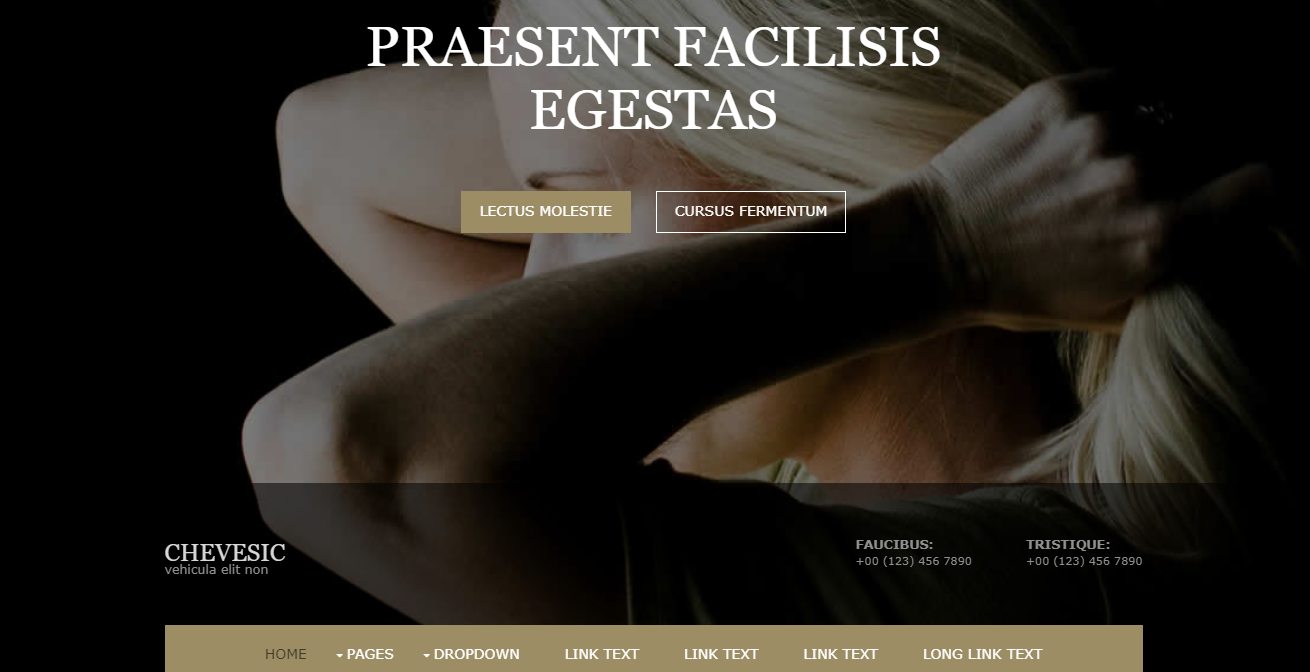 PRAESENT FACILISIS
EGESTAS
LECTUS MOLESTIE
CURSUS FERMENTUM
CHEVESIC
vehicula elit non
FAUCIBUS:
+00 (123) 456 7890
TRISTIQUE:
+00 (123) 456 7890
HOME
PAGES
DROPDOWN
LINK TEXT
LINK TEXT
LINK TEXT
LONG LINK TEXT